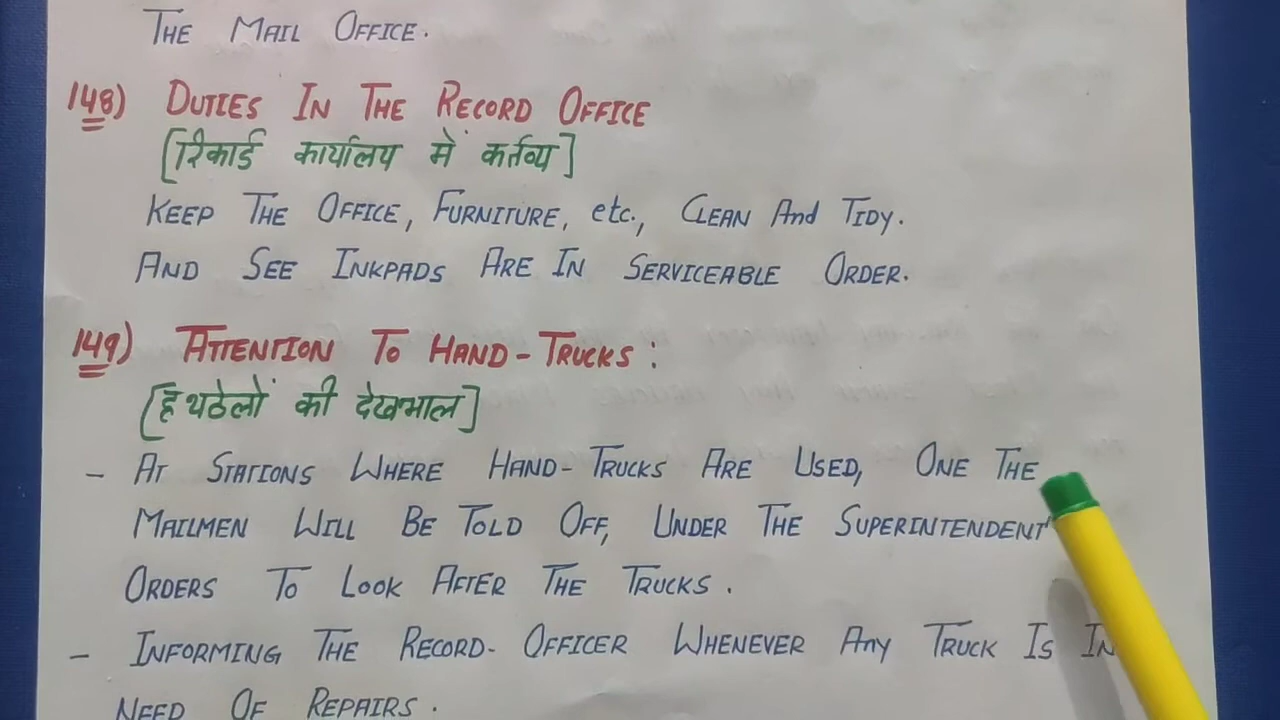 THE MAIL OFFICE.
148) DUTIES IN THE RECORD OFFICE
[रिकार्ड कार्यालय में कर्तव्य]
KEEP THE OFFICE, FURNITURE, etc., CLEAN And TIDY.
AND SEE INKPADS ARE IN SERVICEABLE ORDER.
149) ATTENTION TO HAND-TRUCKS:
[हथठेलों की देखभाल]
- AT STATIONS WHERE HAND-TRUCKS ARE USED, ONE THE
MAILMEN WILL BE TOLD OFF, UNDER THE SUPERINTENDENT'
ORDERS TO LOOK AFTER THE TRUCKS.
- INFORMING THE RECORD-OFFICER WHENEVER ANY TRUCK IS IN
NEED OF REPAIRS.